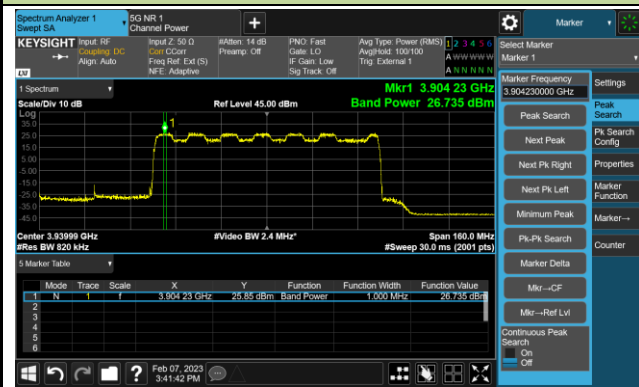 Spectrum Analyzer 1
Swept SA
5G NR 1
Channel Power
Marker
KEYSIGHT
Input: RF
Coupling: DC
Align: Auto
Input Z: 50 Ω
Corr CCorr
Freq Ref: Ext (S)
NFE: Adaptive
#Atten: 14 dB
Preamp: Off
PNO: Fast
Gate: LO
IF Gain: Low
Sig Track: Off
Avg Type: Power (RMS)
Avg|Hold: 100/100
Trig: External 1
1 2 3 4 5 6
A W W W W W
A N N N N N
LXI
Select Marker
Marker 1
1 Spectrum
Scale/Div 10 dB
Log
Ref Level 45.00 dBm
Mkr1 3.904 23 GHz
Band Power 26.735 dBm
35.0
25.0
15.0
5.00
-5.00
-15.0
-25.0
-35.0
-45.0
1
Center 3.93999 GHz
#Res BW 820 kHz
#Video BW 2.4 MHz*
Span 160.0 MHz
#Sweep 30.0 ms (2001 pts)
5 Marker Table
Mode Trace Scale X Y Function Function Width Function Value
1 N 1 f 3.904 23 GHz 25.85 dBm Band Power 1.000 MHz 26.735 dBm
2
3
4
5
6
Marker Frequency
3.904230000 GHz
Peak Search
Next Peak
Next Pk Right
Next Pk Left
Minimum Peak
Pk-Pk Search
Marker Delta
Mkr→CF
Mkr→Ref Lvl
Continuous Peak
Search
On
Off
Settings
Peak
Search
Pk Search
Config
Properties
Marker
Function
Marker→
Counter
Feb 07, 2023
3:41:42 PM